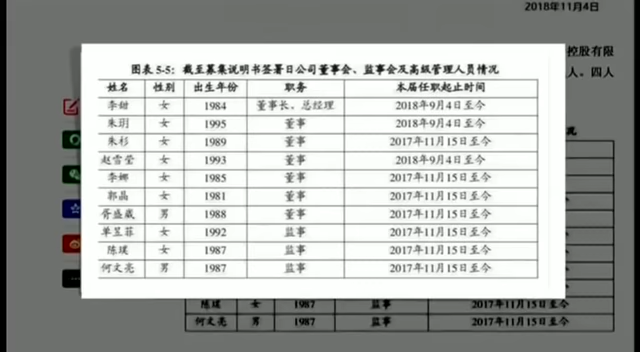 2018年11月4日
控股有限
人。四人
图表 5-5：截至募集说明书签署日公司董事会、监事会及高级管理人员情况
姓名 性别 出生年份 职务 本届任职起止时间
李甜 女 1984 董事长、总经理 2018年9月4日至今
朱玥 女 1995 董事 2018年9月4日至今
朱杉 女 1989 董事 2017年11月15日至今
赵雪莹 女 1993 董事 2018年9月4日至今
李娜 女 1985 董事 2017年11月15日至今
郭晶 女 1981 董事 2017年11月15日至今
胥盛葳 男 1988 董事 2017年11月15日至今
单昱菲 女 1992 监事 2017年11月15日至今
陈璞 女 1987 监事 2017年11月15日至今
何文亮 男 1987 监事 2017年11月15日至今
陈璞 女 1987 监事 2017年11月15日至今
何文亮 男 1987 监事 2017年11月15日至今